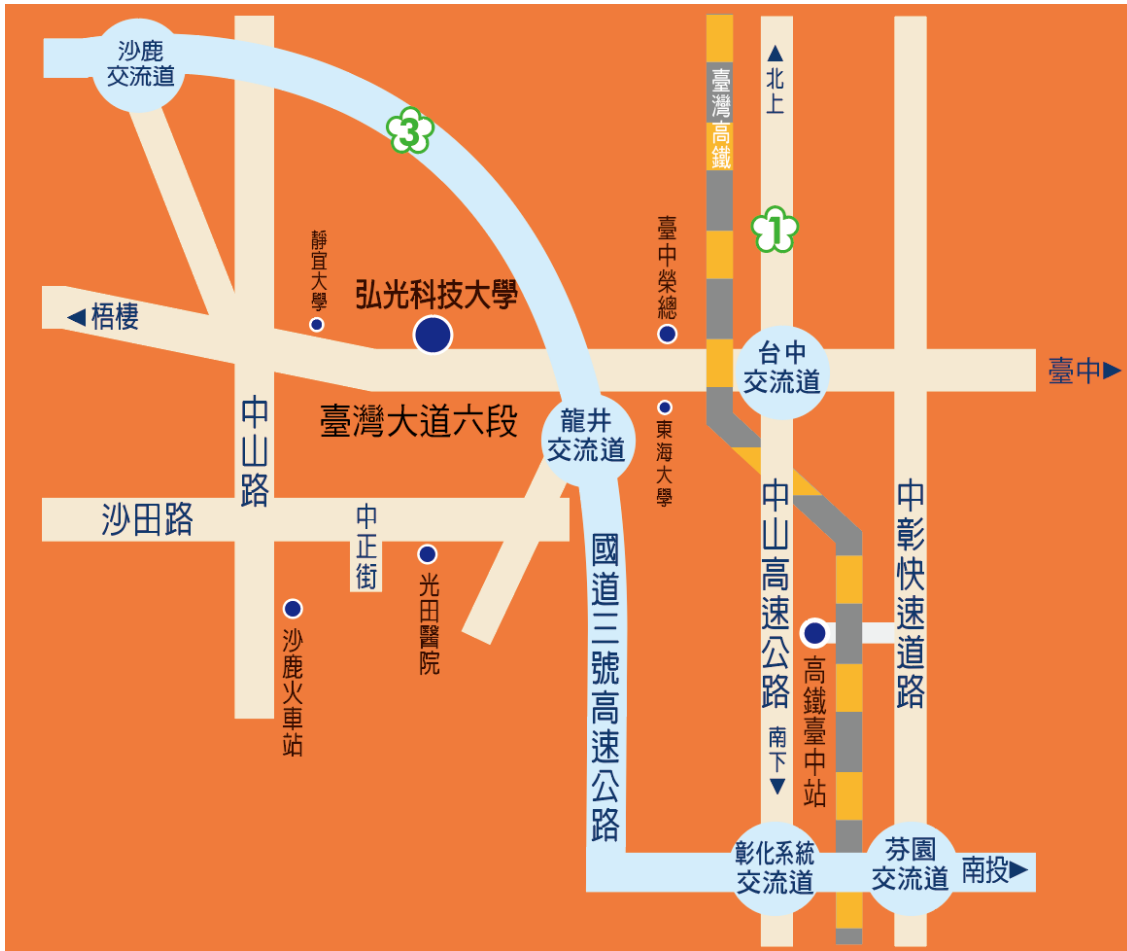 沙鹿
交流道
3
臺灣高鐵
▲北上
1
靜宜大學
弘光科技大學
臺中榮總
◀梧棲
台中
交流道
臺中▶
臺灣大道六段
龍井
交流道
東海大學
中山路
沙田路
中正街
光田醫院
沙鹿火車站
國道三號高速公路
中山高速公路
南下▼
中彰快速道路
高鐵臺中站
彰化系統
交流道
芬園
交流道
南投▶